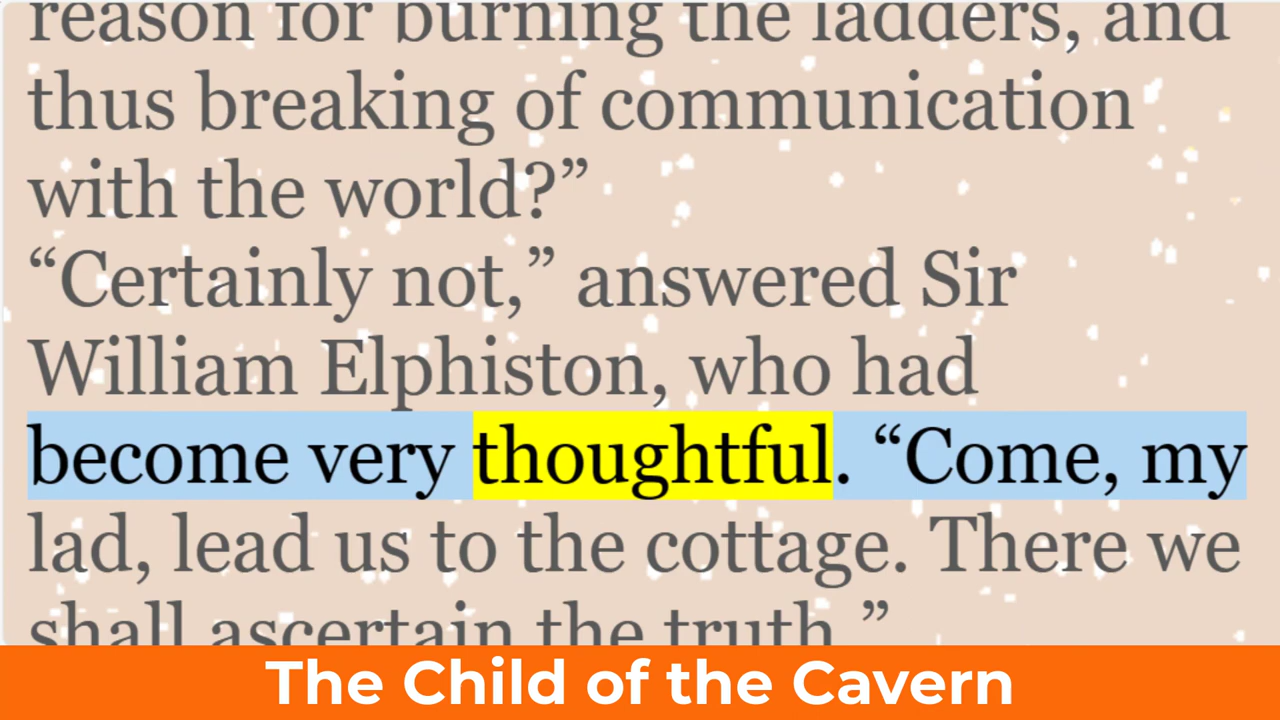 reason for burning the ladders, and
thus breaking of communication
with the world?”
“Certainly not,” answered Sir
William Elphiston, who had
become very thoughtful. “Come, my
lad, lead us to the cottage. There we
shall ascertain the truth.”
The Child of the Cavern